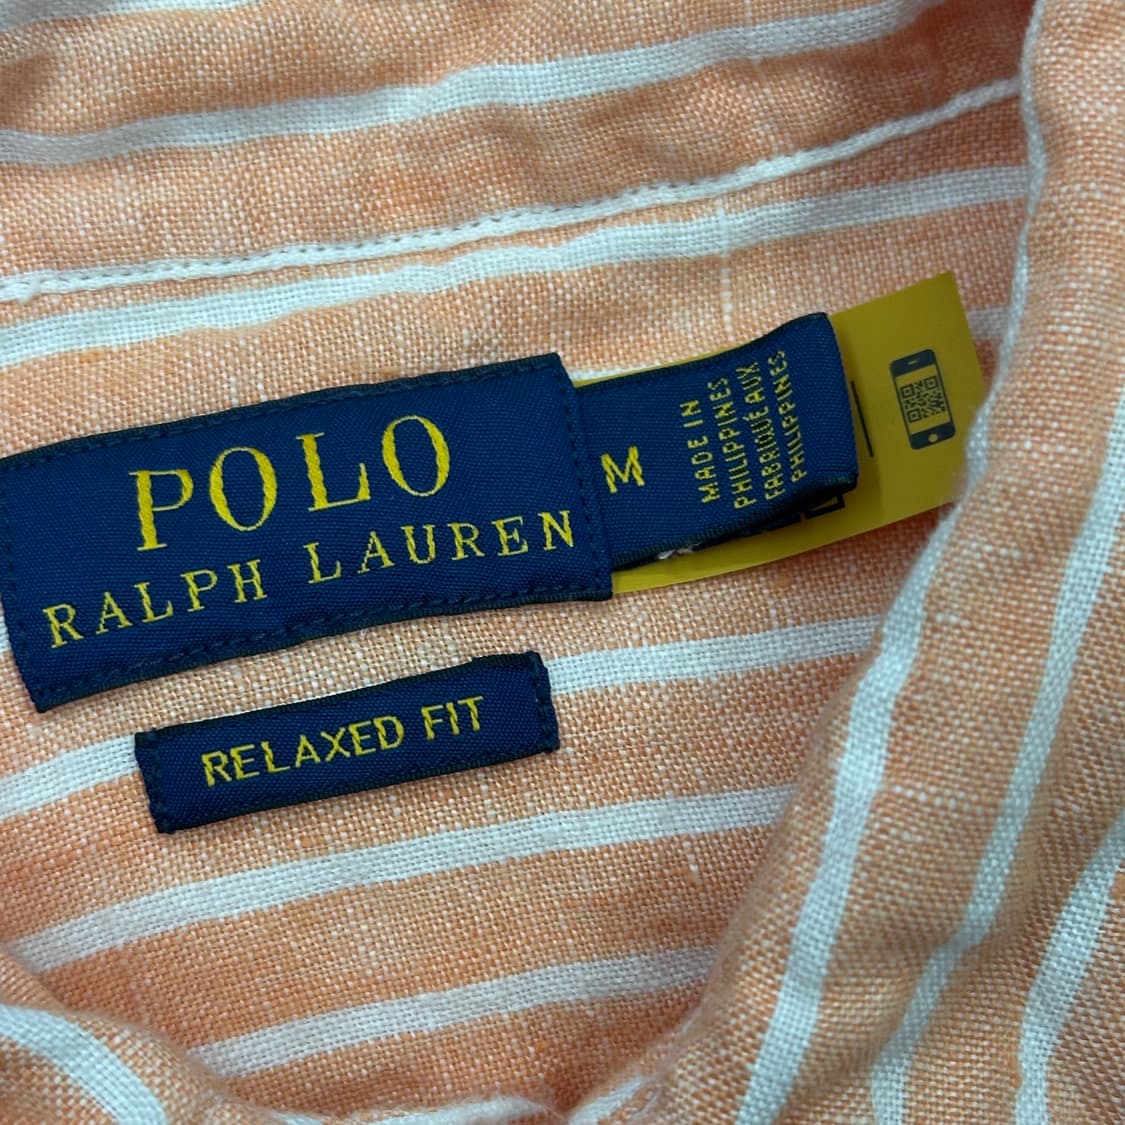 POLO
RALPH LAUREN
M
MADE IN
PHILIPPINES
FABRIQUÉ AUX
PHILIPPINES
RELAXED FIT